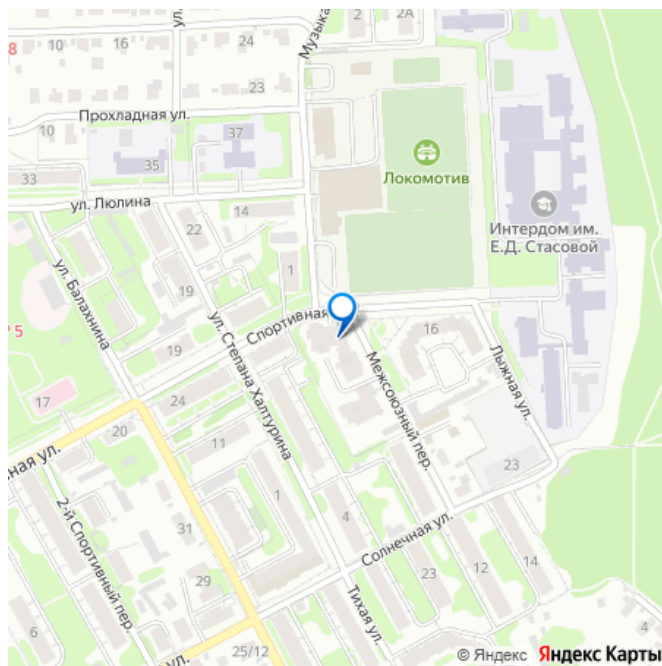 2
2А
8
10
16
24
ул.
Музыка
23
Прохладная ул.
10
37
35
33
ул. Люлина
14
22
Локомотив
Интердом им.
Е.Д. Стасовой
1
19
ул. Балахнина
ул. Степана Халтурина
Спортивная
16
5
19
Межсоюзный пер.
Лыжная ул.
17
24
20
ная ул.
11
23
2-й Спортивный пер.
1
4
31
Солнечная ул.
29
23
12
14
Тихая ул.
6
25/12
ул.
4
© Яндекс Яндекс Карты